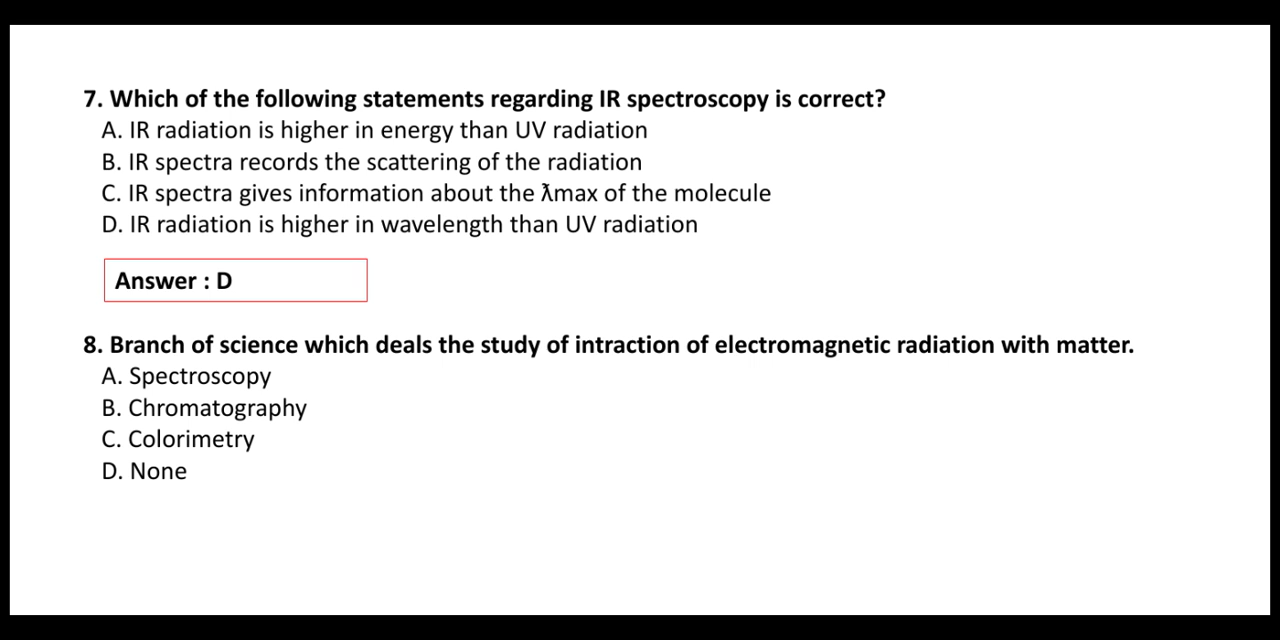 7. Which of the following statements regarding IR spectroscopy is correct?
A. IR radiation is higher in energy than UV radiation
B. IR spectra records the scattering of the radiation
C. IR spectra gives information about the ƛmax of the molecule
D. IR radiation is higher in wavelength than UV radiation
Answer : D
8. Branch of science which deals the study of intraction of electromagnetic radiation with matter.
A. Spectroscopy
B. Chromatography
C. Colorimetry
D. None